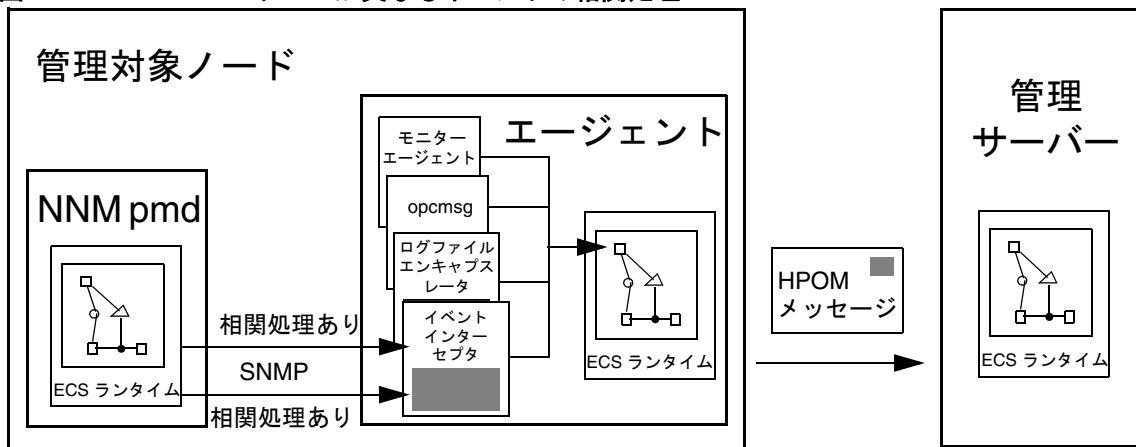 管理対象ノード
エージェント
モニター
エージェント
opcmsg
ログファイル
エンキャプス
レータ
イベント
インター
セプタ
ECS ランタイム
NNM pmd
ECS ランタイム
相関処理あり
SNMP
相関処理あり
HPOM
メッセージ
管理
サーバー
ECS ランタイム